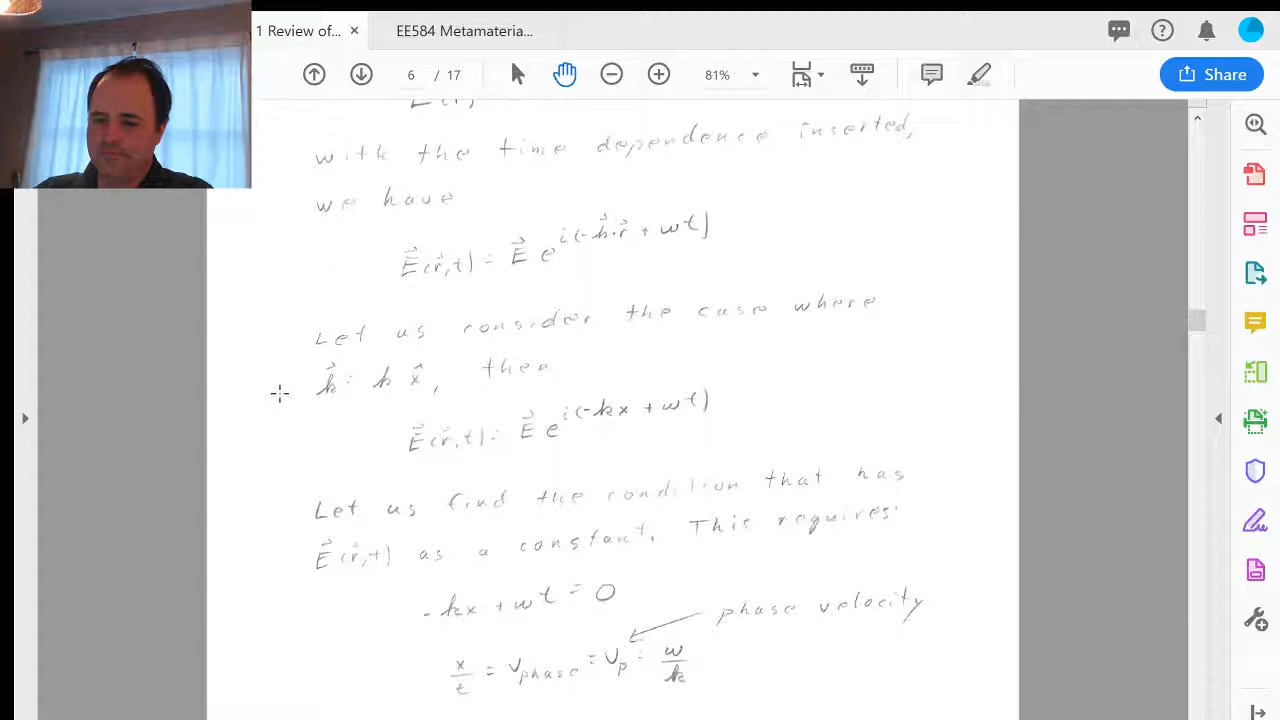 1 Review of...
EE584 Metamateria...
6 / 17
81%
Share
with the time dependence inserted,
we have
E⃗(r⃗,t) = E⃗ e^i(-k⃗·r⃗ + ωt)
Let us consider the case where
k⃗ = k x̂, then
E⃗(r⃗,t) = E⃗ e^i(-kx + ωt)
Let us find the condition that has
E⃗(r⃗,t) as a constant. This requires:
-kx + ωt = 0
phase velocity
x/t = v_phase = v_p = ω/k